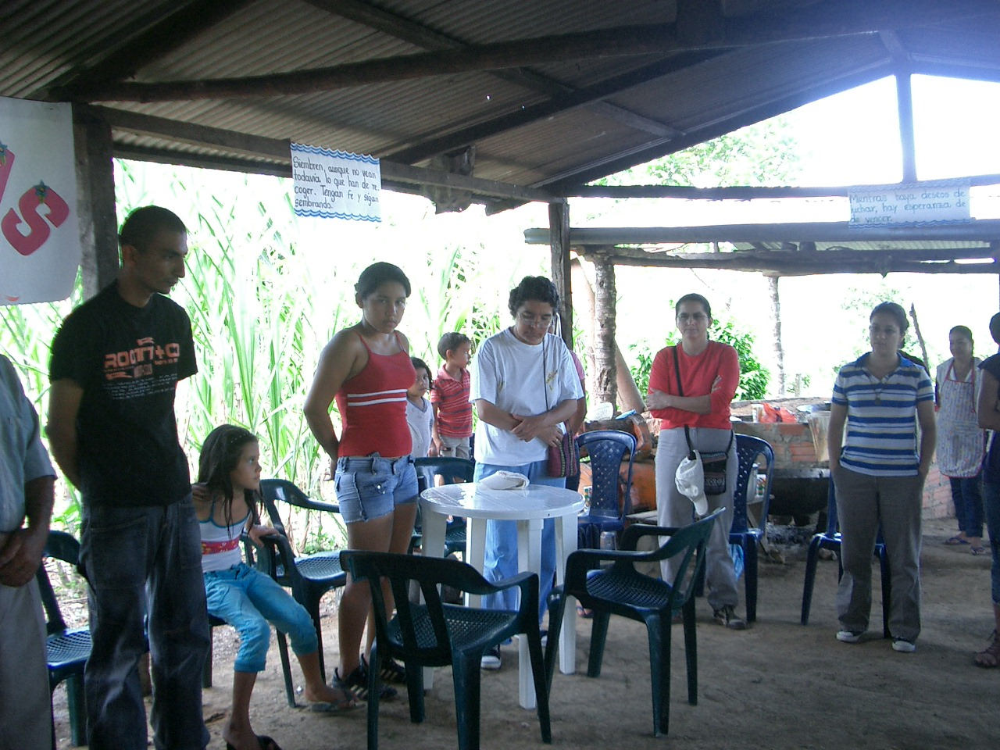 S
Siembren, aunque no vean
todavía lo que han de re
coger. Tengan fe y sigan
sembrando.
Mientras haya deseos de
luchar, hay esperanza de
de vencer.